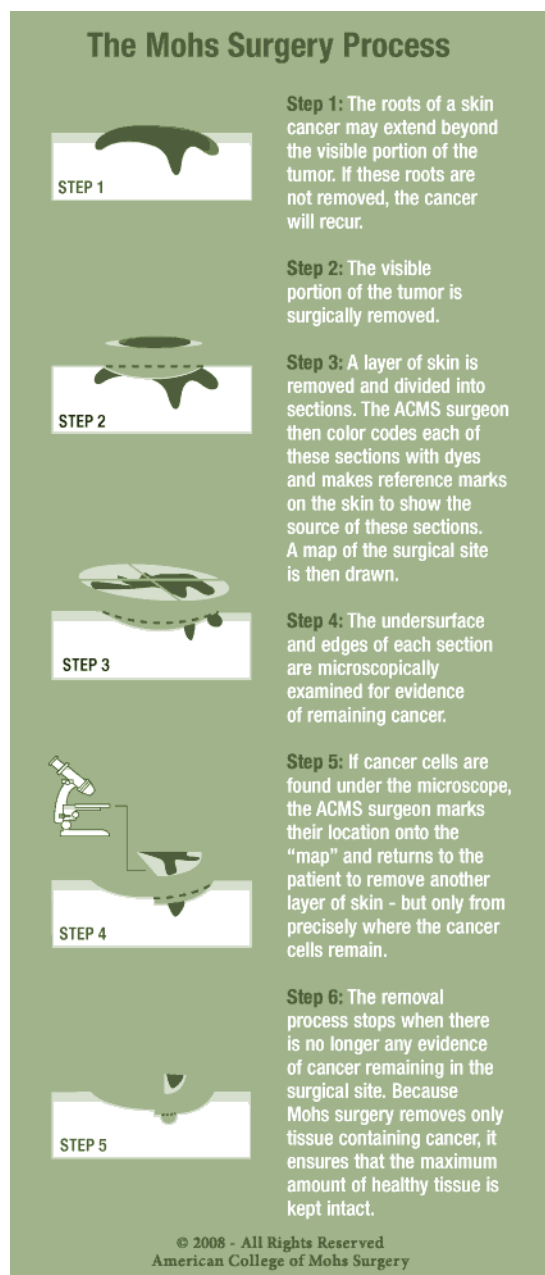 The Mohs Surgery Process
STEP 1
Step 1: The roots of a skin
cancer may extend beyond
the visible portion of the
tumor. If these roots are
not removed, the cancer
will recur.
STEP 2
Step 2: The visible
portion of the tumor is
surgically removed.
Step 3: A layer of skin is
removed and divided into
sections. The ACMS surgeon
then color codes each of
these sections with dyes
and makes reference marks
on the skin to show the
source of these sections.
A map of the surgical site
is then drawn.
STEP 3
Step 4: The undersurface
and edges of each section
are microscopically
examined for evidence
of remaining cancer.
STEP 4
Step 5: If cancer cells are
found under the microscope,
the ACMS surgeon marks
their location onto the
“map” and returns to the
patient to remove another
layer of skin - but only from
precisely where the cancer
cells remain.
STEP 5
Step 6: The removal
process stops when there
is no longer any evidence
of cancer remaining in the
surgical site. Because
Mohs surgery removes only
tissue containing cancer, it
ensures that the maximum
amount of healthy tissue is
kept intact.
© 2008 - All Rights Reserved
American College of Mohs Surgery